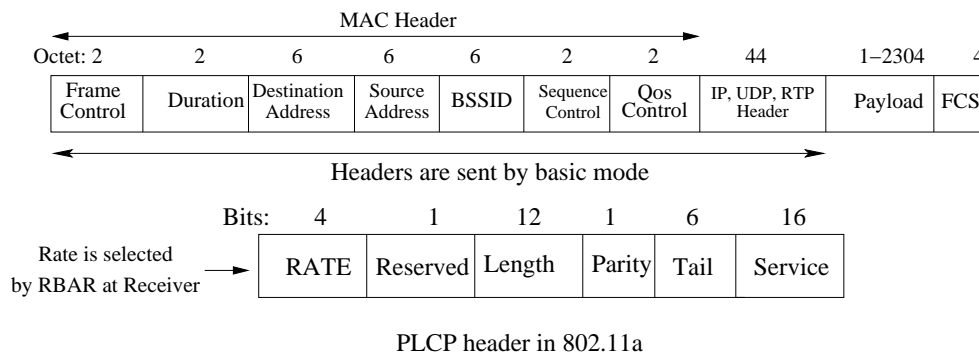 MAC Header
Octet: 2 2 6 6 6 2 2 44 1−2304 4
Frame Control Duration Destination Address Source Address BSSID Sequence Control Qos Control IP, UDP, RTP Header Payload FCS
Headers are sent by basic mode
Bits: 4 1 12 1 6 16
Rate is selected by RBAR at Receiver
RATE Reserved Length Parity Tail Service
PLCP header in 802.11a